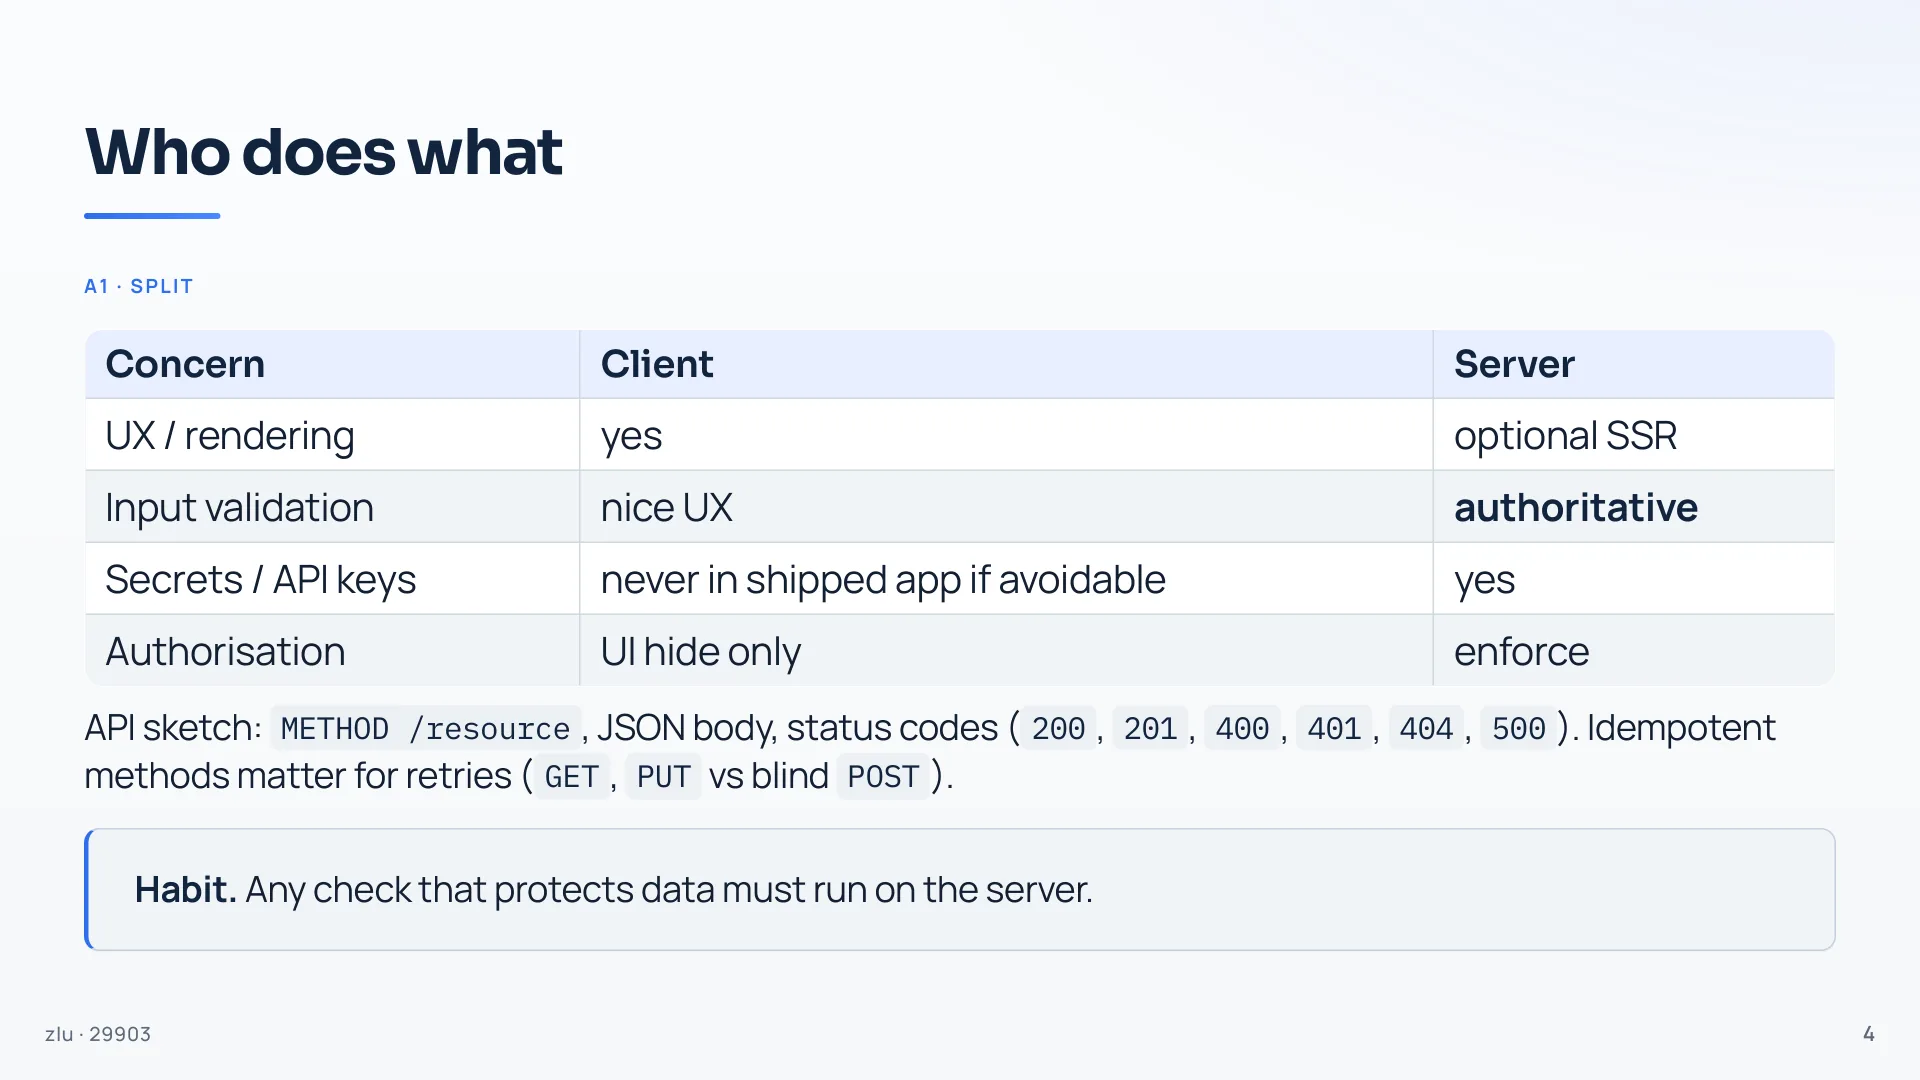 Who does what
A1 · SPLIT
Concern Client Server
UX / rendering yes optional SSR
Input validation nice UX authoritative
Secrets / API keys never in shipped app if avoidable yes
Authorisation UI hide only enforce
API sketch: METHOD /resource, JSON body, status codes (200, 201, 400, 401, 404, 500). Idempotent
methods matter for retries (GET, PUT vs blind POST).
Habit. Any check that protects data must run on the server.
zlu · 29903
4